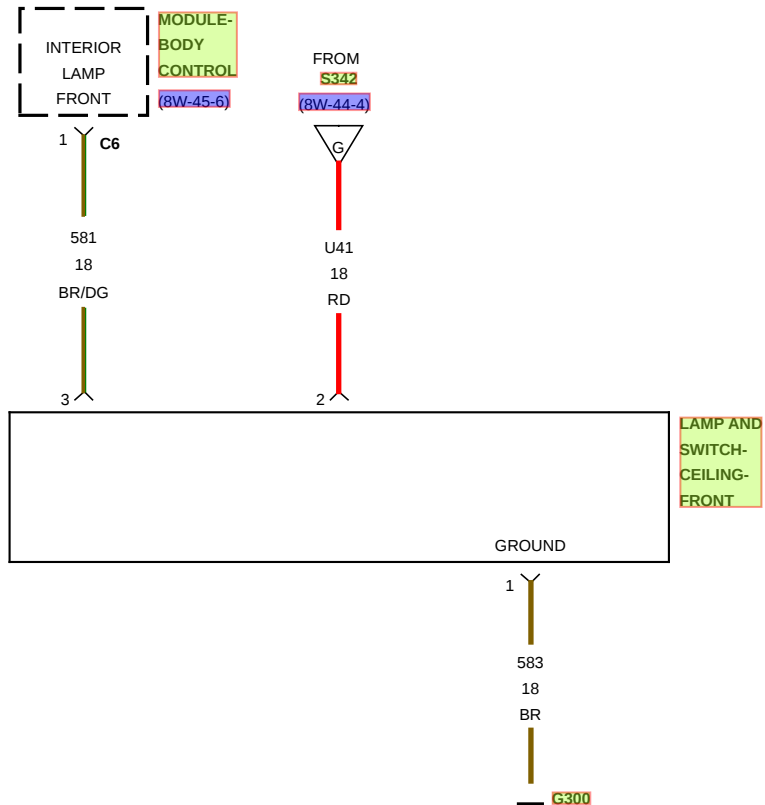 INTERIOR
LAMP
FRONT
MODULE-
BODY
CONTROL
(8W-45-6)
FROM
S342
(8W-44-4)
G
1
C6
581
18
BR/DG
U41
18
RD
3
2
LAMP AND
SWITCH-
CEILING-
FRONT
GROUND
1
583
18
BR
G300